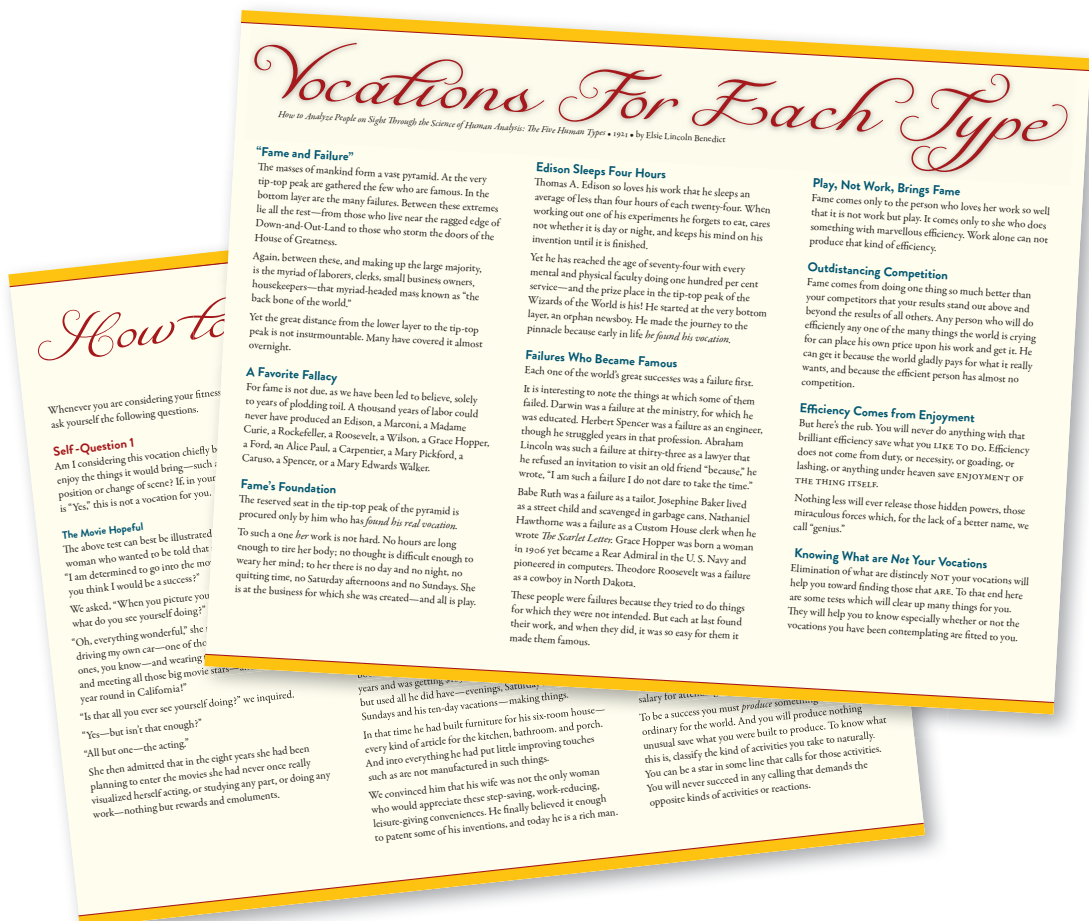 Vocations For Each Type
How to Analyze People on Sight Through the Science of Human Analysis: The Five Human Types • 1921 • by Elsie Lincoln Benedict
“Fame and Failure”
The masses of mankind form a vast pyramid. At the very
tip-top peak are gathered the few who are famous. In the
bottom layer are the many failures. Between these extremes
lie all the rest—from those who live near the ragged edge of
Down-and-Out-Land to those who storm the doors of the
House of Greatness.
Again, between these, and making up the large majority,
is the myriad of laborers, clerks, small business owners,
housekeepers—that myriad-headed mass known as “the
back bone of the world.”
Yet the great distance from the lower layer to the tip-top
peak is not insurmountable. Many have covered it almost
overnight.
A Favorite Fallacy
For fame is not due, as we have been led to believe, solely
to years of plodding toil. A thousand years of labor could
never have produced an Edison, a Marconi, a Madame
Curie, a Rockefeller, a Roosevelt, a Wilson, a Grace Hopper,
a Ford, an Alice Paul, a Carpentier, a Mary Pickford, a
Caruso, a Spencer, or a Mary Edwards Walker.
Fame’s Foundation
The reserved seat in the tip-top peak of the pyramid is
procured only by him who has found his real vocation.
To such a one her work is not hard. No hours are long
enough to tire her body; no thought is difficult enough to
weary her mind; to her there is no day and no night, no
quitting time, no Saturday afternoons and no Sundays. She
is at the business for which she was created—and all is play.
Edison Sleeps Four Hours
Thomas A. Edison so loves his work that he sleeps an
average of less than four hours of each twenty-four. When
working out one of his experiments he forgets to eat, cares
not whether it is day or night, and keeps his mind on his
invention until it is finished.
Yet he has reached the age of seventy-four with every
mental and physical faculty doing one hundred per cent
service—and the prize place in the tip-top peak of the
Wizards of the World is his! He started at the very bottom
layer, an orphan newsboy. He made the journey to the
pinnacle because early in life he found his vocation.
Failures Who Became Famous
Each one of the world’s great successes was a failure first.
It is interesting to note the things at which some of them
failed. Darwin was a failure at the ministry, for which he
was educated. Herbert Spencer was a failure as an engineer,
though he struggled years in that profession. Abraham
Lincoln was such a failure at thirty-three as a lawyer that
he refused an invitation to visit an old friend “because,” he
wrote, “I am such a failure I do not dare to take the time.”
Babe Ruth was a failure as a tailor. Josephine Baker lived
as a street child and scavenged in garbage cans. Nathaniel
Hawthorne was a failure as a Custom House clerk when he
wrote The Scarlet Letter. Grace Hopper was born a woman
in 1906 yet became a Rear Admiral in the U. S. Navy and
pioneered in computers. Theodore Roosevelt was a failure
as a cowboy in North Dakota.
These people were failures because they tried to do things
for which they were not intended. But each at last found
their work, and when they did, it was so easy for them it
made them famous.
Play, Not Work, Brings Fame
Fame comes only to the person who loves her work so well
that it is not work but play. It comes only to she who does
something with marvellous efficiency. Work alone can not
produce that kind of efficiency.
Outdistancing Competition
Fame comes from doing one thing so much better than
your competitors that your results stand out above and
beyond the results of all others. Any person who will do
efficiently any one of the many things the world is crying
for can place his own price upon his work and get it. He
can get it because the world gladly pays for what it really
wants, and because the efficient person has almost no
competition.
Efficiency Comes from Enjoyment
But here’s the rub. You will never do anything with that
brilliant efficiency save what you LIKE TO DO. Efficiency
does not come from duty, or necessity, or goading, or
lashing, or anything under heaven save ENJOYMENT OF
THE THING ITSELF.
Nothing less will ever release those hidden powers, those
miraculous forces which, for the lack of a better name, we
call “genius.”
Knowing What are Not Your Vocations
Elimination of what are distinctly NOT your vocations will
help you toward finding those that ARE. To that end here
are some tests which will clear up many things for you.
They will help you to know especially whether or not the
vocations you have been contemplating are fitted to you.
How to
Whenever you are considering your fitness
ask yourself the following questions.
Self-Question 1
Am I considering this vocation chiefly b
enjoy the things it would bring—such a
position or change of scene? If, in your
is “Yes,” this is not a vocation for you.
The Movie Hopeful
The above test can best be illustrated
woman who wanted to be told that
“I am determined to go into the mo
you think I would be a success?”
We asked, “When you picture you
what do you see yourself doing?”
“Oh, everything wonderful,” she
driving my own car—one of tho
ones, you know—and wearing
and meeting all those big movie stars—
year round in California!”
“Is that all you ever see yourself doing?” we inquired.
“Yes—but isn’t that enough?”
“All but one—the acting.”
She then admitted that in the eight years she had been
planning to enter the movies she had never once really
visualized herself acting, or studying any part, or doing any
work—nothing but rewards and emoluments.
years and was getting
but used all he did have—evenings, Saturday
Sundays and his ten-day vacations—making things.
In that time he had built furniture for his six-room house—
every kind of article for the kitchen, bathroom, and porch.
And into everything he had put little improving touches
such as are not manufactured in such things.
We convinced him that his wife was not the only woman
who would appreciate these step-saving, work-reducing,
leisure-giving conveniences. He finally believed it enough
to patent some of his inventions, and today he is a rich man.
salary for
To be a success you must produce something
ordinary for the world. And you will produce nothing
unusual save what you were built to produce. To know what
this is, classify the kind of activities you take to naturally.
You can be a star in some line that calls for those activities.
You will never succeed in any calling that demands the
opposite kinds of activities or reactions.